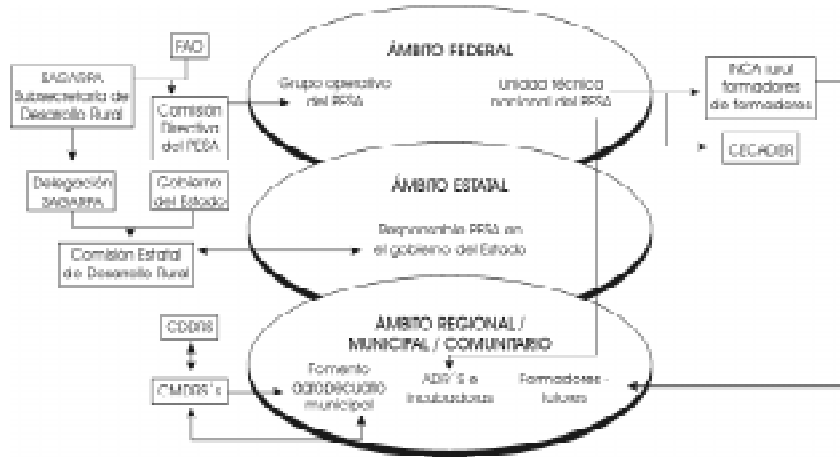 FAO
SAGARPA
Subsecretaría de
Desarrollo Rural
Comisión
Directiva
del PESA
Delegación
SAGARPA
Gobierno
del Estado
Comisión Estatal
de Desarrollo Rural
ÁMBITO FEDERAL
Grupo operativo
del PESA
Unidad técnica
nacional del PESA
INCA rural
formadores
de formadores
CECADER
ÁMBITO ESTATAL
Responsable PESA en
el gobierno del Estado
ÁMBITO REGIONAL /
MUNICIPAL / COMUNITARIO
CMDRS´s
Fomento
agropecuario
municipal
ADR´S e
incubadoras
Formadores -
tutores